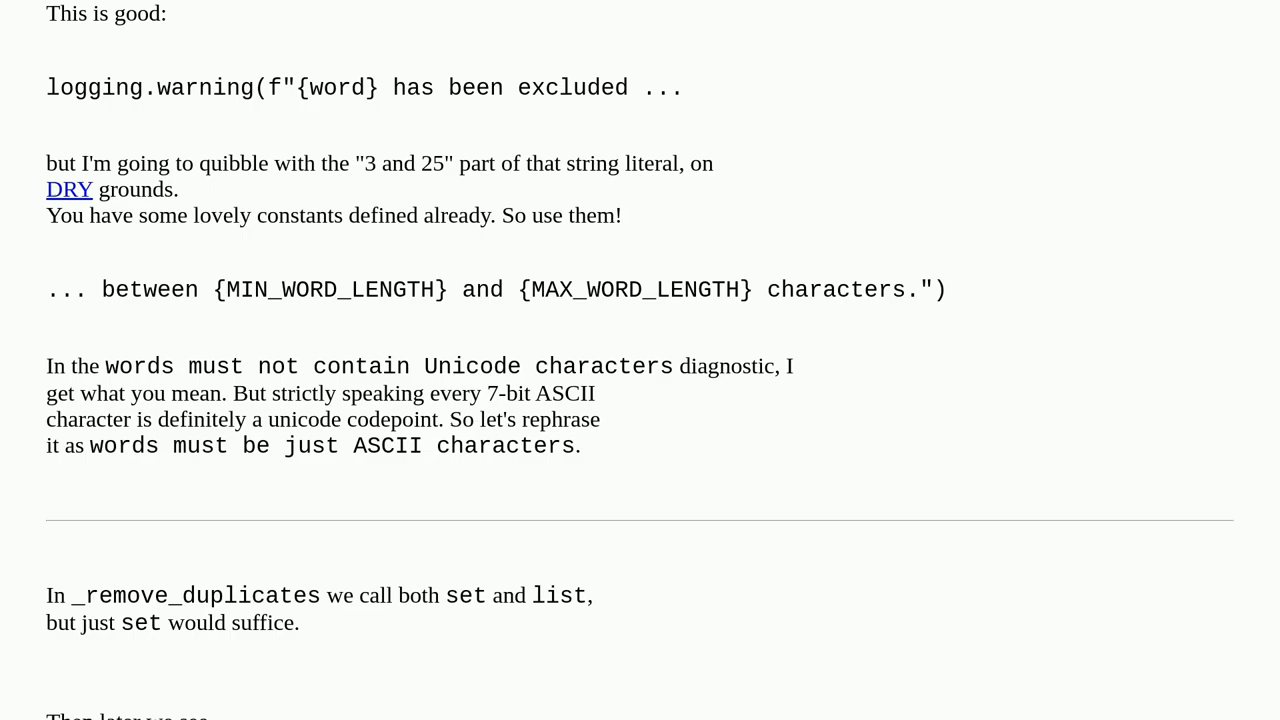 This is good:
logging.warning(f"{word} has been excluded ...
but I'm going to quibble with the "3 and 25" part of that string literal, on
DRY grounds.
You have some lovely constants defined already. So use them!
... between {MIN_WORD_LENGTH} and {MAX_WORD_LENGTH} characters.")
In the words must not contain Unicode characters diagnostic, I
get what you mean. But strictly speaking every 7-bit ASCII
character is definitely a unicode codepoint. So let's rephrase
it as words must be just ASCII characters.
In _remove_duplicates we call both set and list,
but just set would suffice.
Then later we see